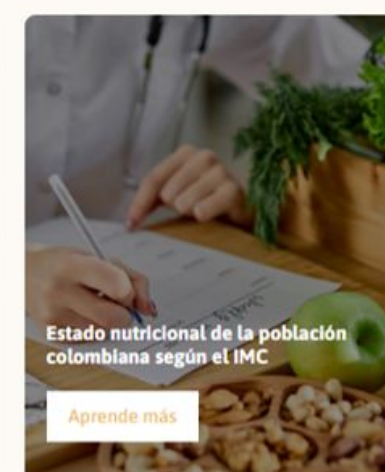 Estado nutricional de la población
colombiana según el IMC
Aprende más